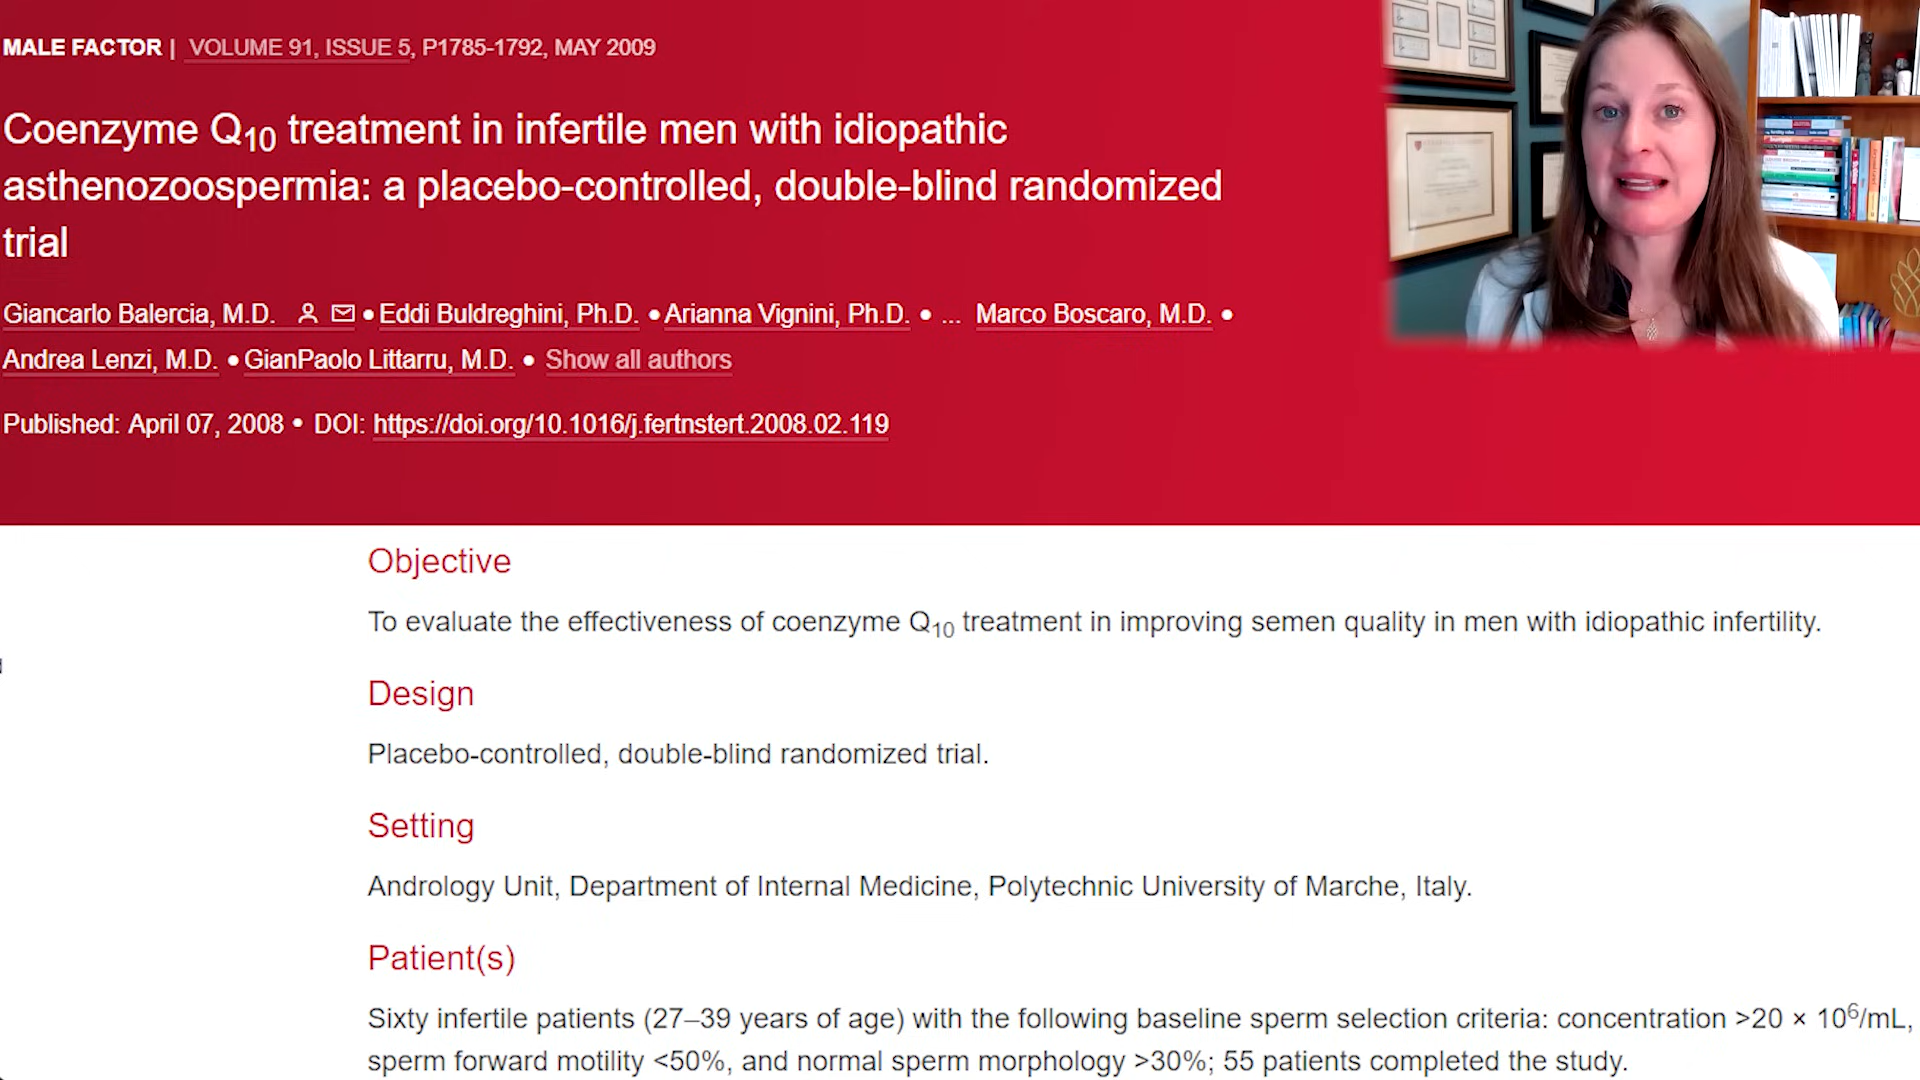 MALE FACTOR | VOLUME 91, ISSUE 5, P1785-1792, MAY 2009
Coenzyme Q10 treatment in infertile men with idiopathic
asthenozoospermia: a placebo-controlled, double-blind randomized
trial
Giancarlo Balercia, M.D. • Eddi Buldreghini, Ph.D. • Arianna Vignini, Ph.D. • ... Marco Boscaro, M.D. •
Andrea Lenzi, M.D. • GianPaolo Littarru, M.D. • Show all authors
Published: April 07, 2008 • DOI: https://doi.org/10.1016/j.fertnstert.2008.02.119
Objective
To evaluate the effectiveness of coenzyme Q10 treatment in improving semen quality in men with idiopathic infertility.
Design
Placebo-controlled, double-blind randomized trial.
Setting
Andrology Unit, Department of Internal Medicine, Polytechnic University of Marche, Italy.
Patient(s)
Sixty infertile patients (27–39 years of age) with the following baseline sperm selection criteria: concentration >20 × 10⁶/mL,
sperm forward motility <50%, and normal sperm morphology >30%; 55 patients completed the study.